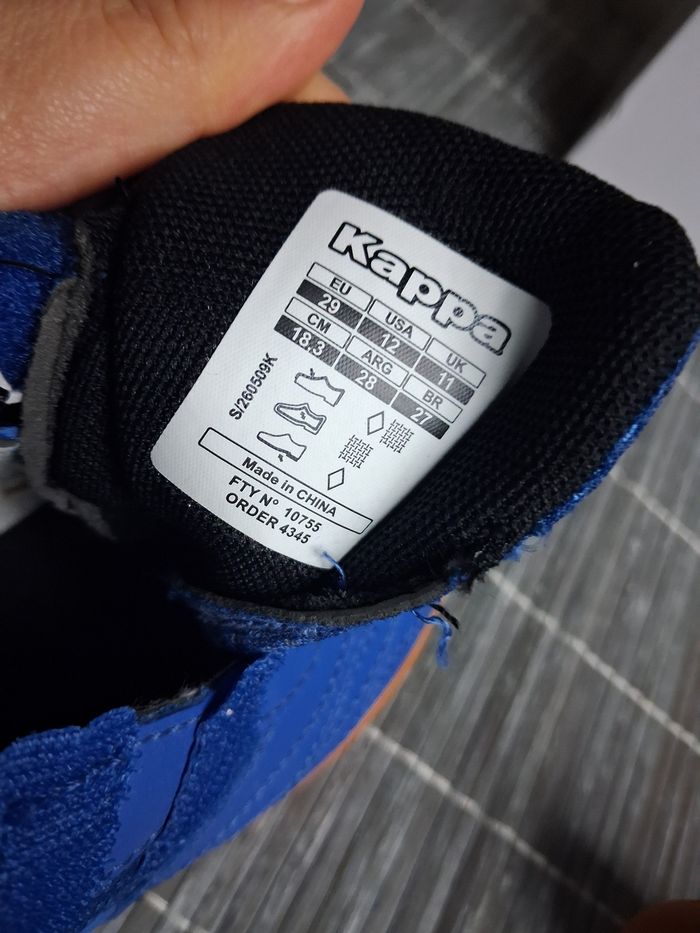 Kappa
EU USA UK
29 12 11
CM ARG BR
18.3 28 27
S/260509K
Made in CHINA
FTY N° 10755
ORDER 4345